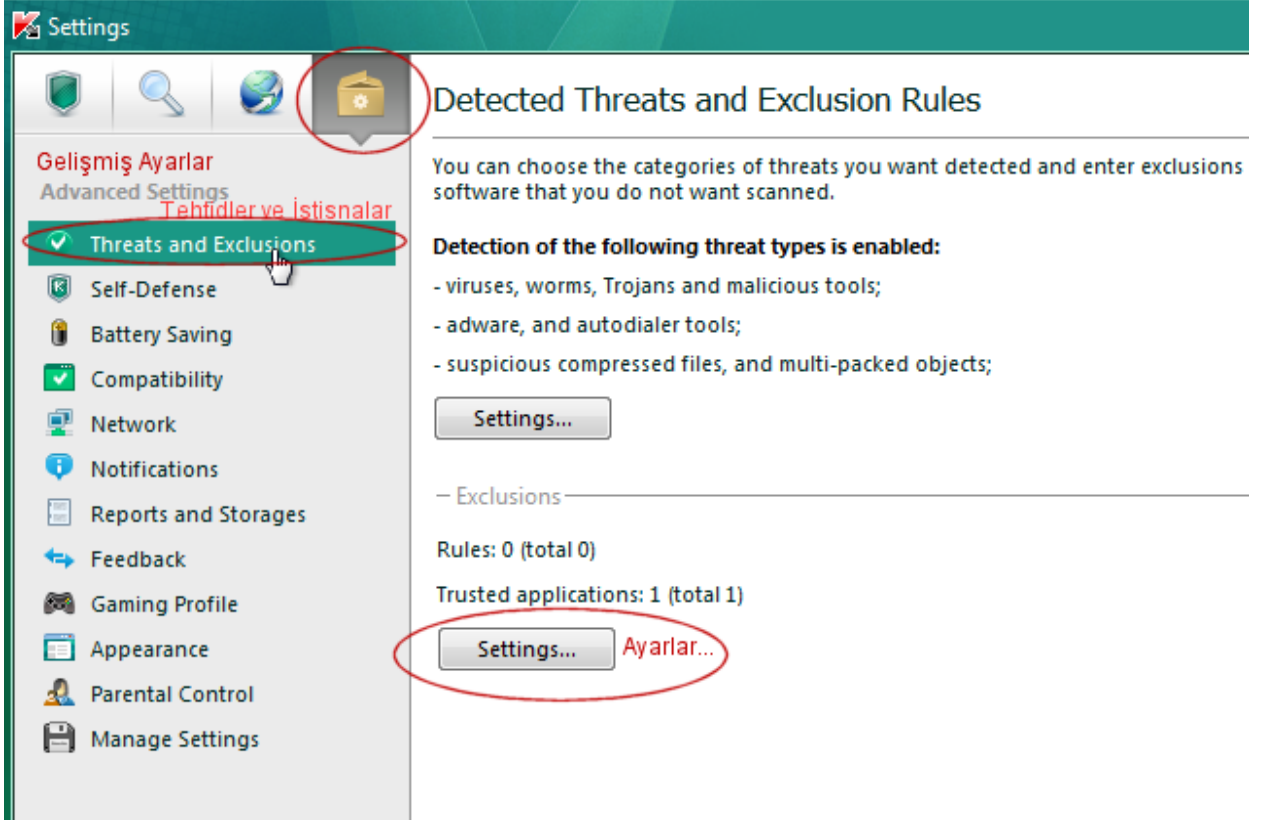 Settings
Gelişmiş Ayarlar
Advanced Settings
Tehtidler ve İstisnalar
Threats and Exclusions
Self-Defense
Battery Saving
Compatibility
Network
Notifications
Reports and Storages
Feedback
Gaming Profile
Appearance
Parental Control
Manage Settings
Detected Threats and Exclusion Rules
You can choose the categories of threats you want detected and enter exclusions
software that you do not want scanned.
Detection of the following threat types is enabled:
- viruses, worms, Trojans and malicious tools;
- adware, and autodialer tools;
- suspicious compressed files, and multi-packed objects;
Settings...
Exclusions
Rules: 0 (total 0)
Trusted applications: 1 (total 1)
Settings... Ayarlar...